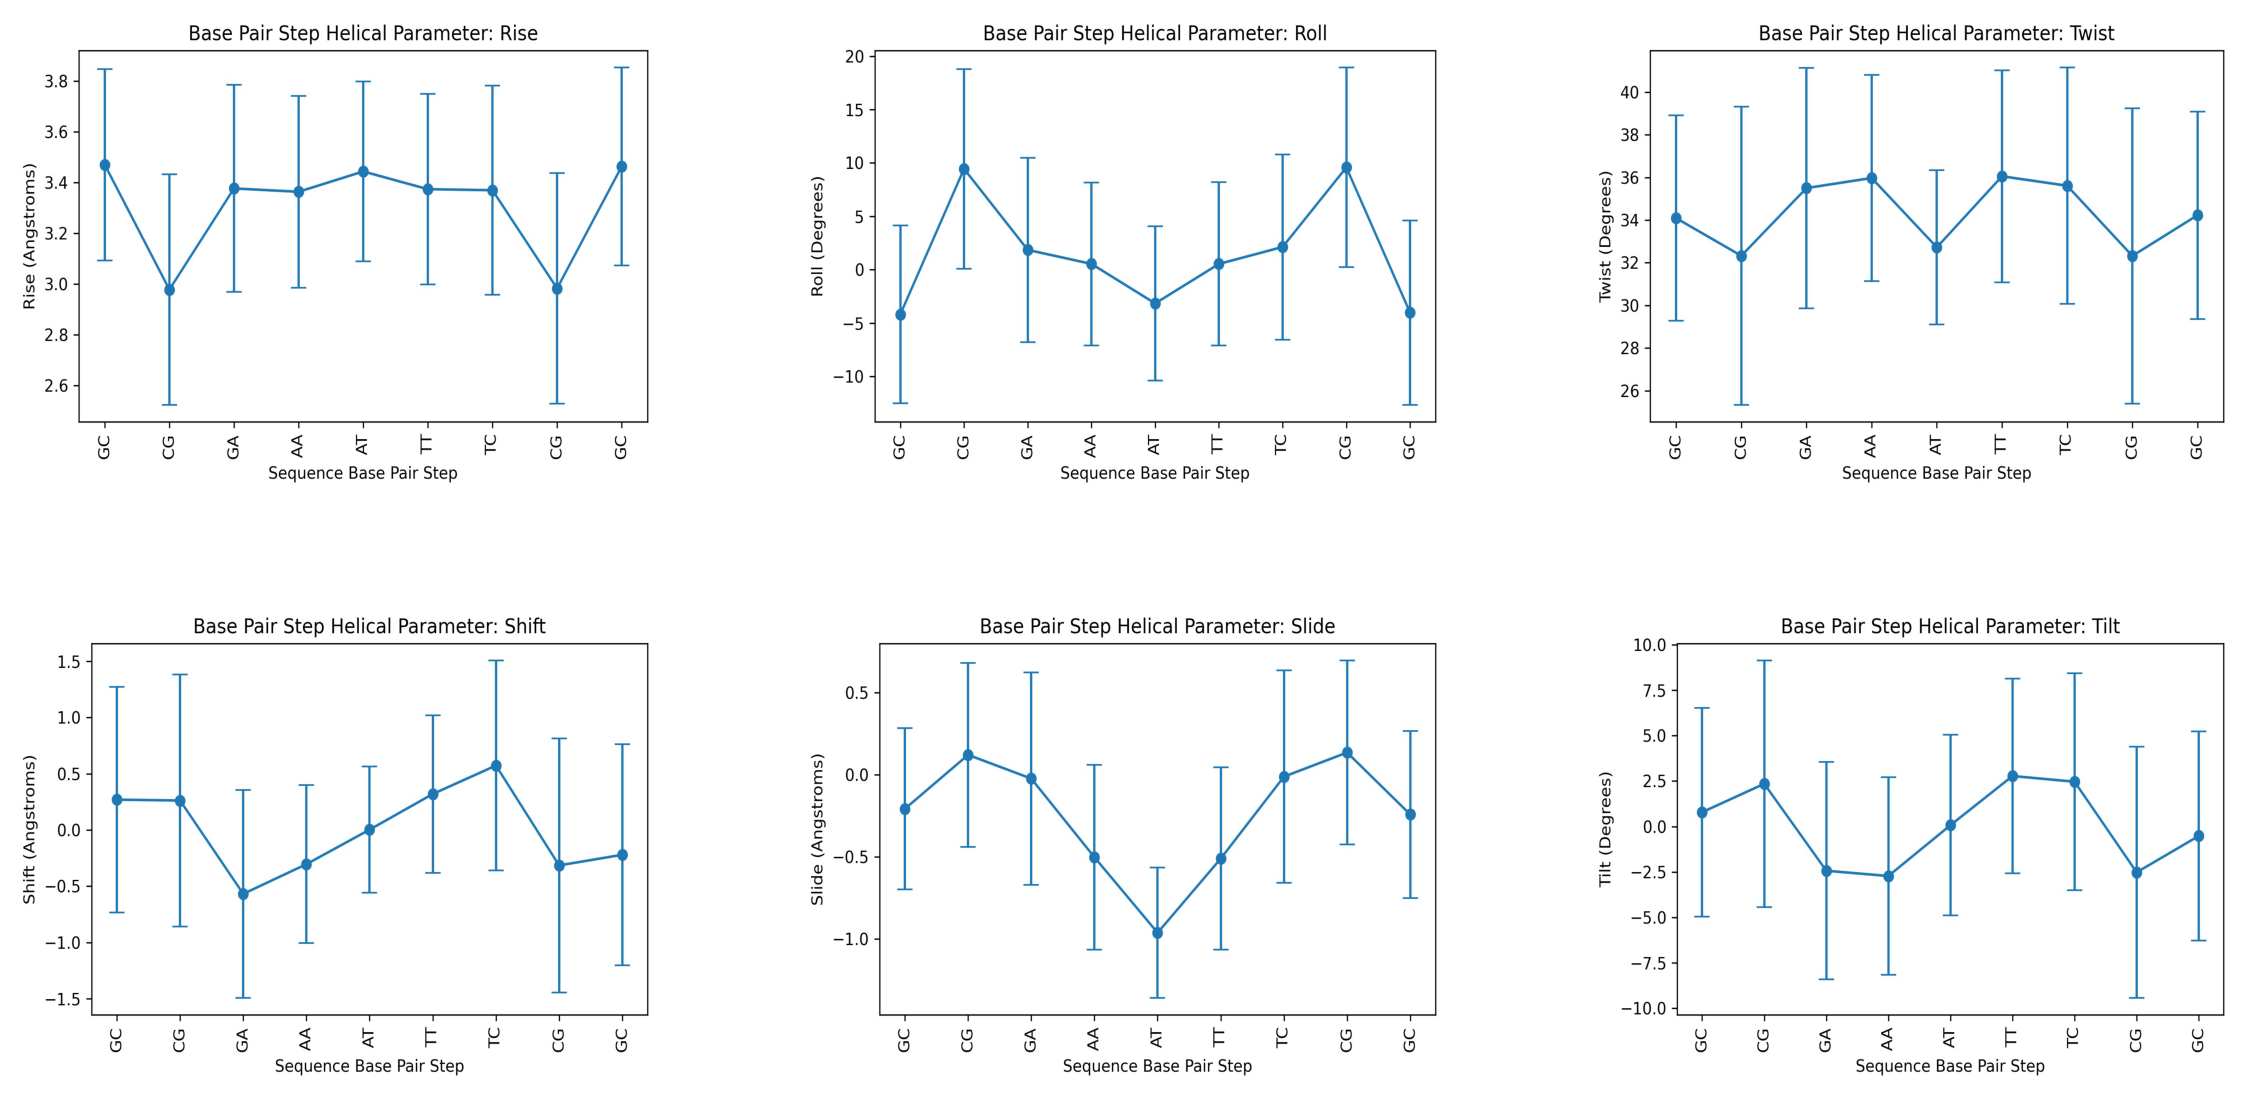 Base Pair Step Helical Parameter: Rise
Rise (Angstroms)
3.8
3.6
3.4
3.2
3.0
2.8
2.6
GC
CG
GA
AA
AT
TT
TC
CG
GC
Sequence Base Pair Step
Base Pair Step Helical Parameter: Roll
Roll (Degrees)
20
15
10
5
0
−5
−10
GC
CG
GA
AA
AT
TT
TC
CG
GC
Sequence Base Pair Step
Base Pair Step Helical Parameter: Twist
Twist (Degrees)
40
38
36
34
32
30
28
26
GC
CG
GA
AA
AT
TT
TC
CG
GC
Sequence Base Pair Step
Base Pair Step Helical Parameter: Shift
Shift (Angstroms)
1.5
1.0
0.5
0.0
−0.5
−1.0
−1.5
GC
CG
GA
AA
AT
TT
TC
CG
GC
Sequence Base Pair Step
Base Pair Step Helical Parameter: Slide
Slide (Angstroms)
0.5
0.0
−0.5
−1.0
GC
CG
GA
AA
AT
TT
TC
CG
GC
Sequence Base Pair Step
Base Pair Step Helical Parameter: Tilt
Tilt (Degrees)
10.0
7.5
5.0
2.5
0.0
−2.5
−5.0
−7.5
−10.0
GC
CG
GA
AA
AT
TT
TC
CG
GC
Sequence Base Pair Step